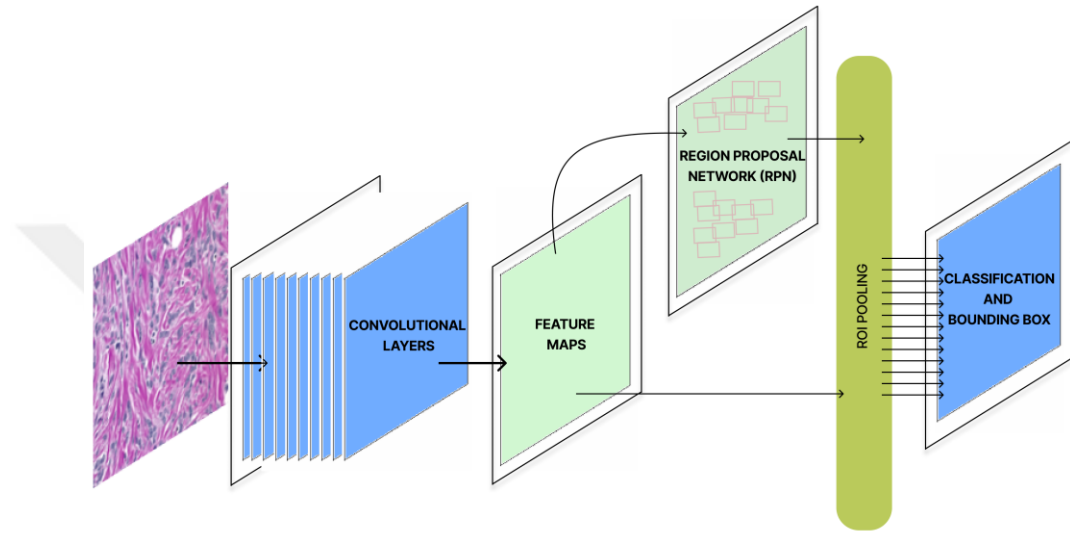 CONVOLUTIONAL
LAYERS
FEATURE
MAPS
REGION PROPOSAL
NETWORK (RPN)
ROI POOLING
CLASSIFICATION
AND
BOUNDING BOX